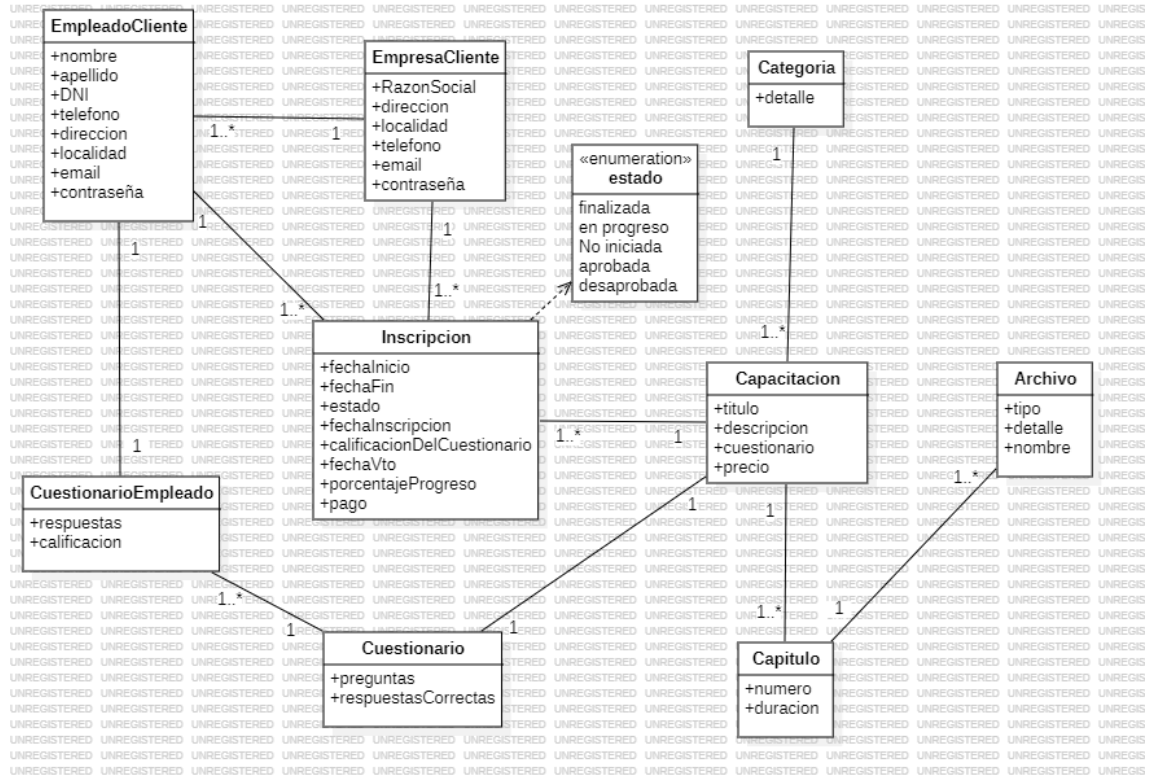 EmpleadoCliente
+nombre
+apellido
+DNI
+telefono
+direccion
+localidad
+email
+contraseña
EmpresaCliente
+RazonSocial
+direccion
+localidad
+telefono
+email
+contraseña
Categoria
+detalle
1..*
1
«enumeration»
estado
finalizada
en progreso
No iniciada
aprobada
desaprobada
1
1
1
1
1..*
1..*
1..*
Inscripcion
+fechaInicio
+fechaFin
+estado
+fechaInscripcion
+calificacionDelCuestionario
+fechaVto
+porcentajeProgreso
+pago
Capacitacion
+titulo
+descripcion
+cuestionario
+precio
Archivo
+tipo
+detalle
+nombre
1..*
1
1
1..*
CuestionarioEmpleado
+respuestas
+calificacion
1
1
1..*
1
1
1..*
1
Cuestionario
+preguntas
+respuestasCorrectas
Capitulo
+numero
+duracion
UNREGISTERED